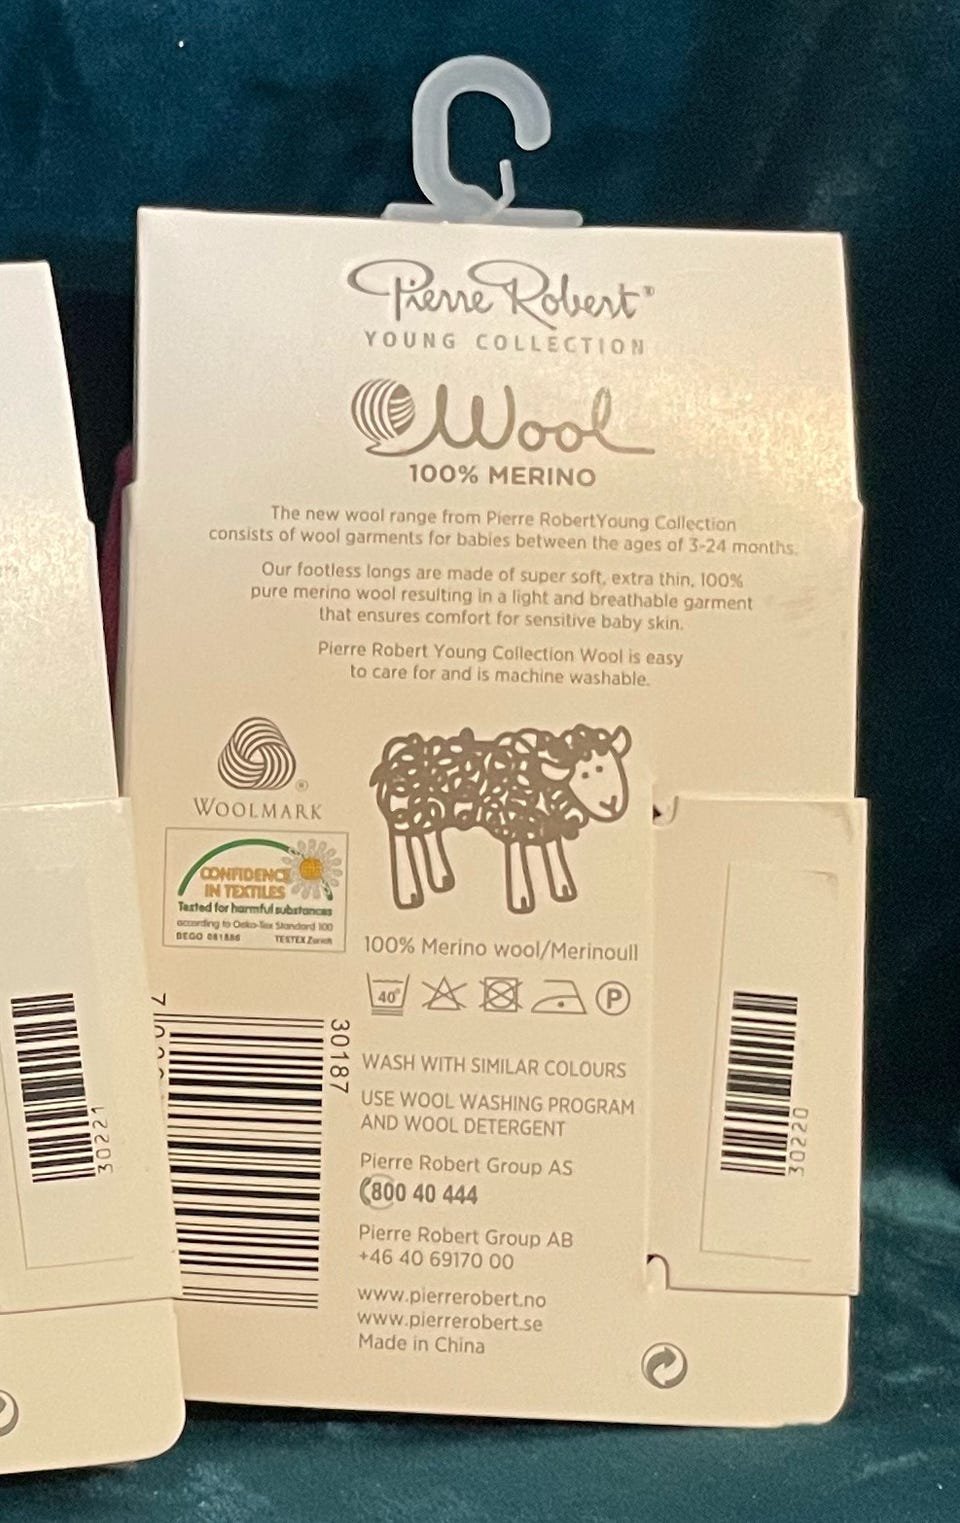 Pierre Robert®
YOUNG COLLECTION
Wool
100% MERINO
The new wool range from Pierre RobertYoung Collection
consists of wool garments for babies between the ages of 3-24 months.
Our footless longs are made of super soft, extra thin, 100%
pure merino wool resulting in a light and breathable garment
that ensures comfort for sensitive baby skin.
Pierre Robert Young Collection Wool is easy
to care for and is machine washable.
®
WOOLMARK
CONFIDENCE
IN TEXTILES
Tested for harmful substances
according to Oeko-Tex Standard 100
TESTEX Zürich
100% Merino wool/Merinoull
40°
P
30187
WASH WITH SIMILAR COLOURS
USE WOOL WASHING PROGRAM
AND WOOL DETERGENT
Pierre Robert Group AS
800 40 444
Pierre Robert Group AB
+46 40 69170 00
www.pierrerobert.no
www.pierrerobert.se
Made in China
30220
30221